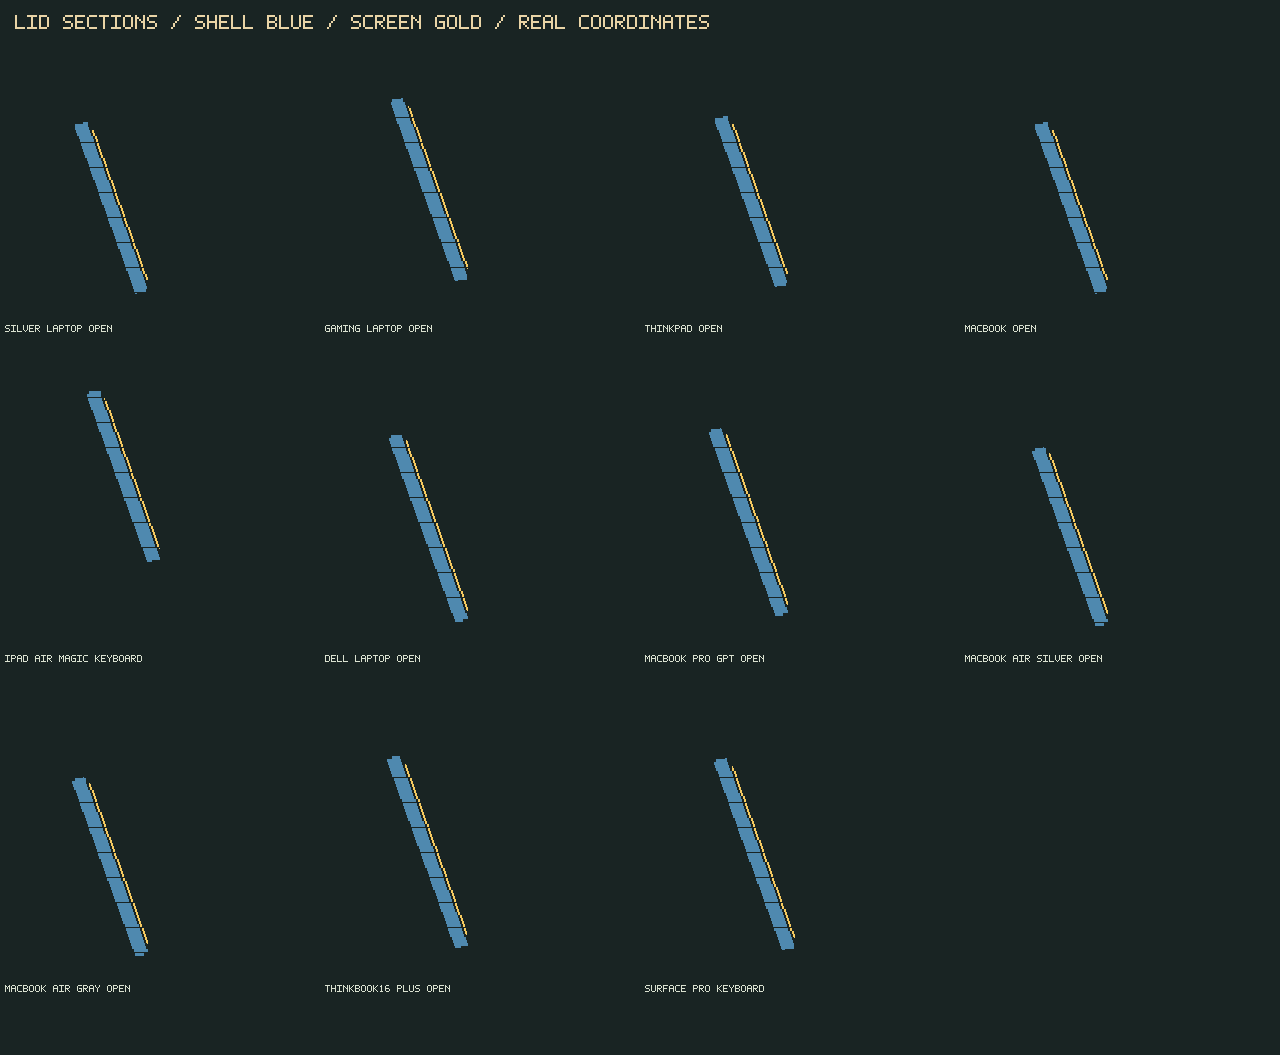 LID SECTIONS / SHELL BLUE / SCREEN GOLD / REAL COORDINATES
SILVER LAPTOP OPEN
GAMING LAPTOP OPEN
THINKPAD OPEN
MACBOOK OPEN
IPAD AIR MAGIC KEYBOARD
DELL LAPTOP OPEN
MACBOOK PRO GPT OPEN
MACBOOK AIR SILVER OPEN
MACBOOK AIR GRAY OPEN
THINKBOOK16 PLUS OPEN
SURFACE PRO KEYBOARD